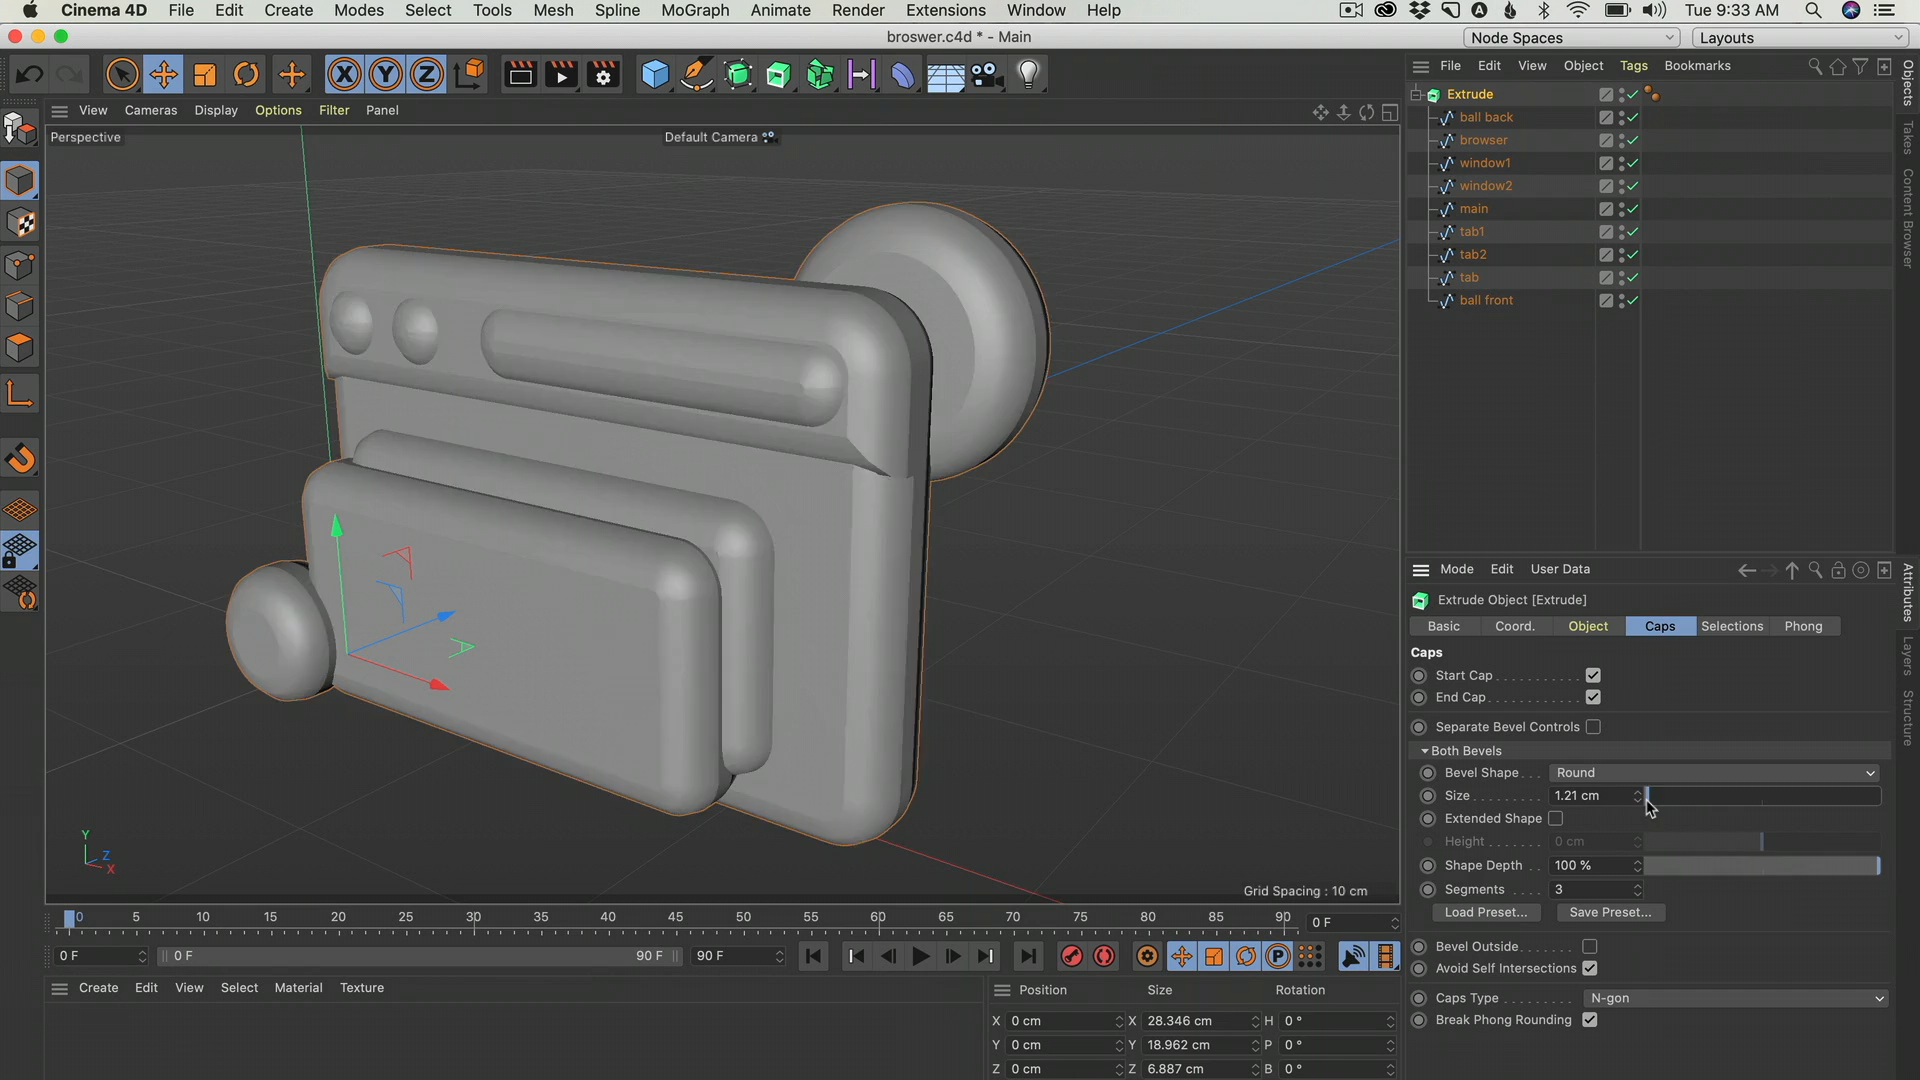 Cinema 4D File Edit Create Modes Select Tools Mesh Spline MoGraph Animate Render Extensions Window Help Tue 9:33 AM
broswer.c4d * - Main
Node Spaces Layouts
X Y Z
File Edit View Object Tags Bookmarks
View Cameras Display Options Filter Panel
Perspective
Default Camera
Extrude
ball back
browser
window1
window2
main
tab1
tab2
tab
ball front
Objects
Takes
Content Browser
Y
Z
X
Grid Spacing : 10 cm
Mode Edit User Data
Extrude Object [Extrude]
Basic Coord. Object Caps Selections Phong
Caps
Start Cap
End Cap
Separate Bevel Controls
Both Bevels
Bevel Shape Round
Size 1.21 cm
Extended Shape
Height 0 cm
Shape Depth 100 %
Segments 3
Load Preset... Save Preset...
Bevel Outside
Avoid Self Intersections
Caps Type N-gon
Break Phong Rounding
Attributes
Layers
Structure
0 5 10 15 20 25 30 35 40 45 50 55 60 65 70 75 80 85 90 0 F
0 F 0 F 90 F 90 F P
Create Edit View Select Material Texture
Position Size Rotation
X 0 cm X 28.346 cm H 0 °
Y 0 cm Y 18.962 cm P 0 °
Z 0 cm Z 6.887 cm B 0 °